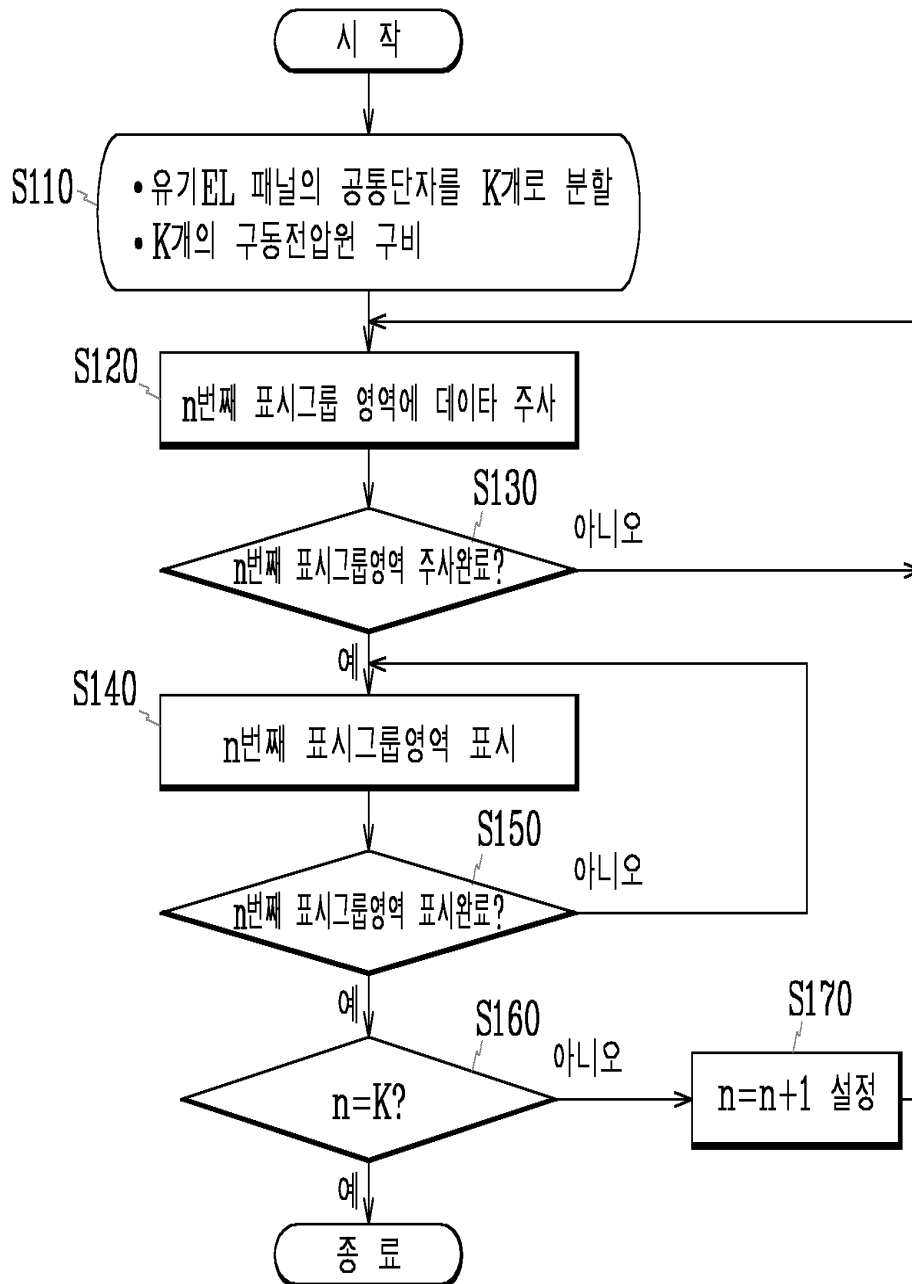 시 작
S110
• 유기EL 패널의 공통단자를 K개로 분할
• K개의 구동전압원 구비
S120
n번째 표시그룹 영역에 데이타 주사
S130
아니오
n번째 표시그룹영역 주사완료?
예
S140
n번째 표시그룹영역 표시
S150
아니오
n번째 표시그룹영역 표시완료?
예
S160
아니오
S170
n=K?
n=n+1 설정
예
종 료